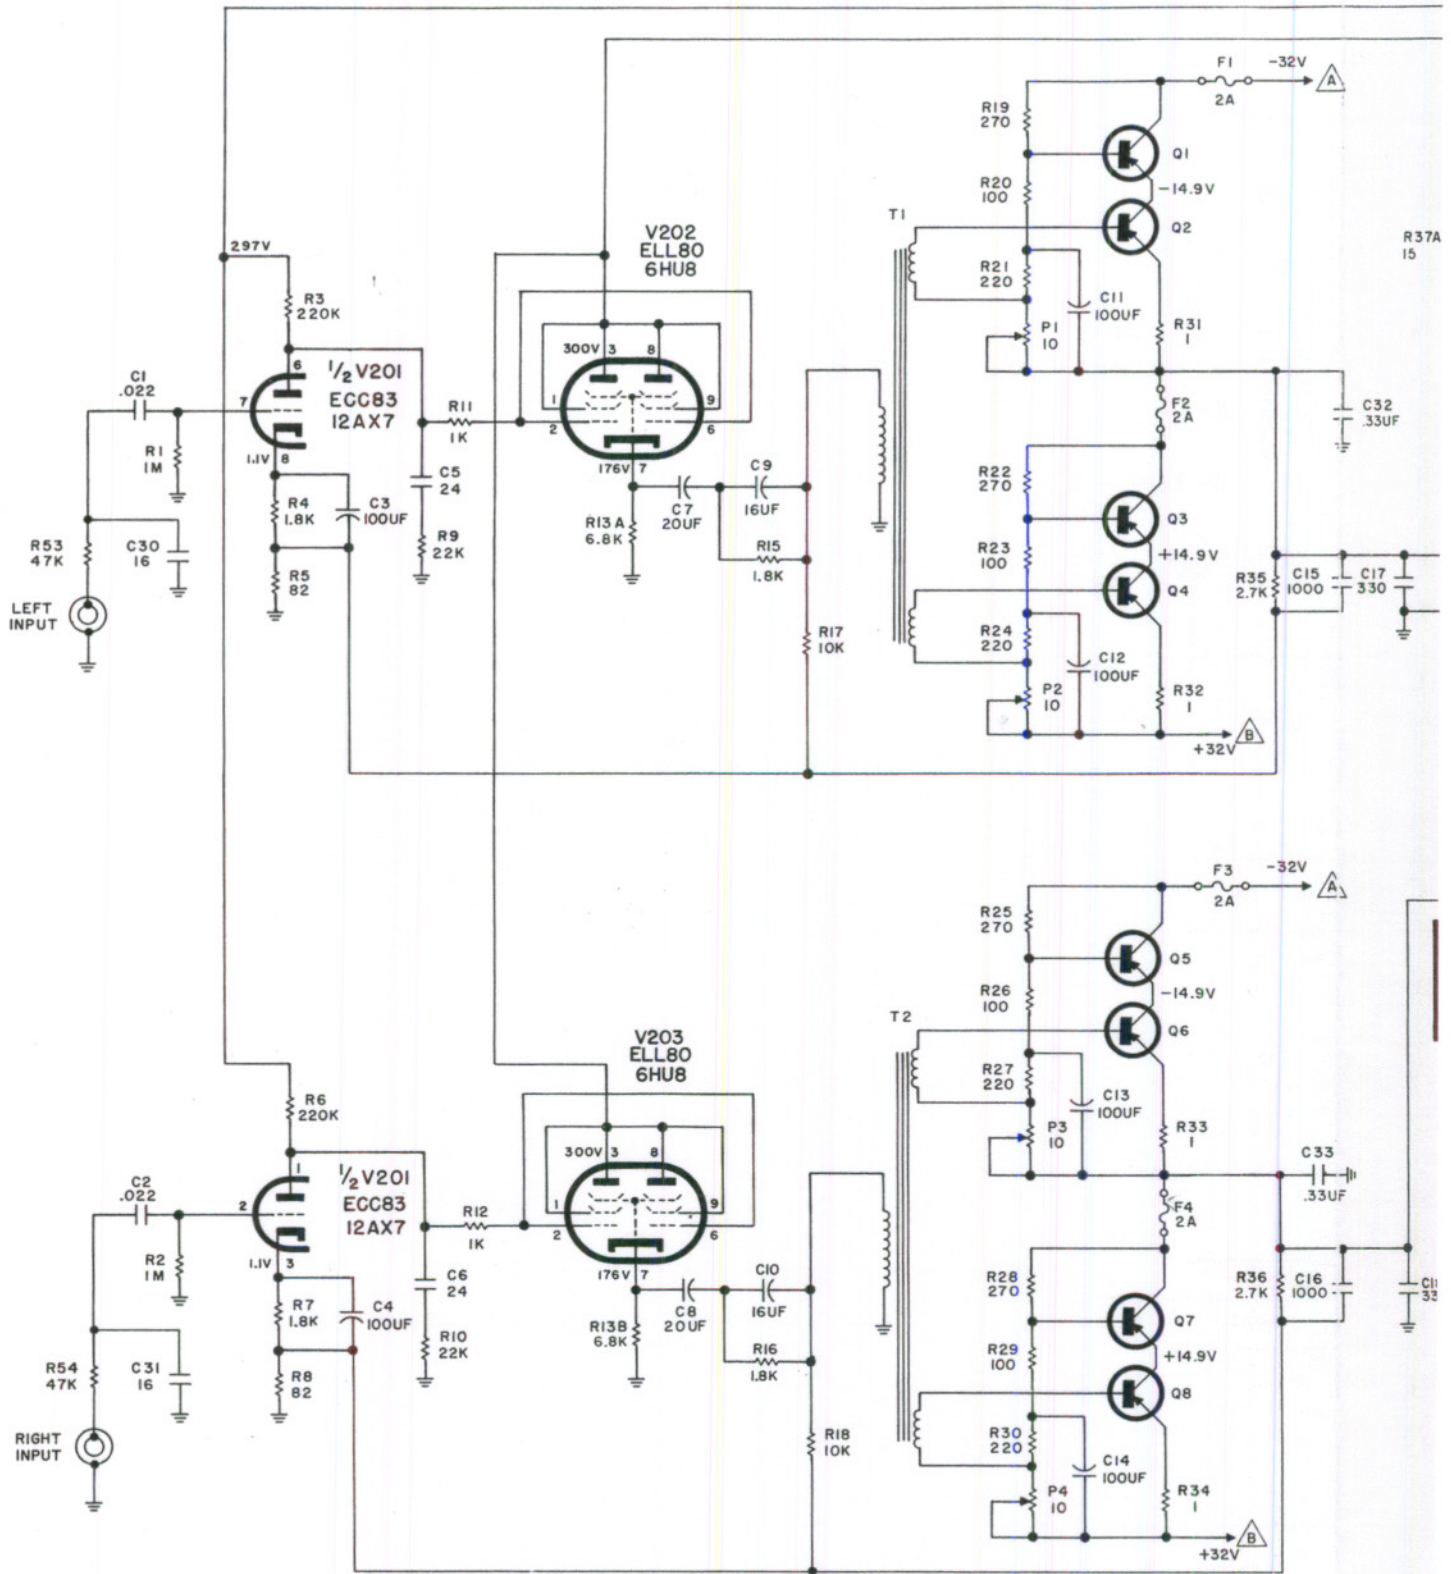 F1
-32V
A
2A
R19
270
Q1
R20
100
-14.9V
T1
Q2
R37A
15
V202
ELL80
6HU8
297V
R21
220
C11
100UF
R3
220K
P1
10
R31
1
300V
3
8
1/2 V201
ECC83
12AX7
6
C1
.022
7
R11
1K
1
2
9
6
F2
2A
C32
.33UF
R1
1M
1.1V
8
176V
7
C5
24
C9
16UF
R22
270
R4
1.8K
C3
100UF
C7
20UF
Q3
R13A
6.8K
R53
47K
C30
16
R9
22K
R15
1.8K
R23
100
+14.9V
R5
82
R35
2.7K
C15
1000
C17
330
Q4
LEFT
INPUT
R17
10K
R24
220
C12
100UF
P2
10
R32
1
B
+32V
F3
-32V
A
2A
R25
270
Q5
R26
100
-14.9V
T2
Q6
V203
ELL80
6HU8
R27
220
C13
100UF
R6
220K
P3
10
R33
1
300V
3
8
C33
.33UF
1/2 V201
ECC83
12AX7
1
C2
.022
2
R12
1K
1
2
9
6
F4
2A
R2
1M
1.1V
3
176V
7
C6
24
C10
16UF
R28
270
R36
2.7K
C16
1000
R7
1.8K
C4
100UF
C8
20UF
Q7
R13B
6.8K
R10
22K
R16
1.8K
R29
100
+14.9V
R54
47K
C31
16
R8
82
Q8
RIGHT
INPUT
R18
10K
R30
220
C14
100UF
P4
10
R34
1
B
+32V